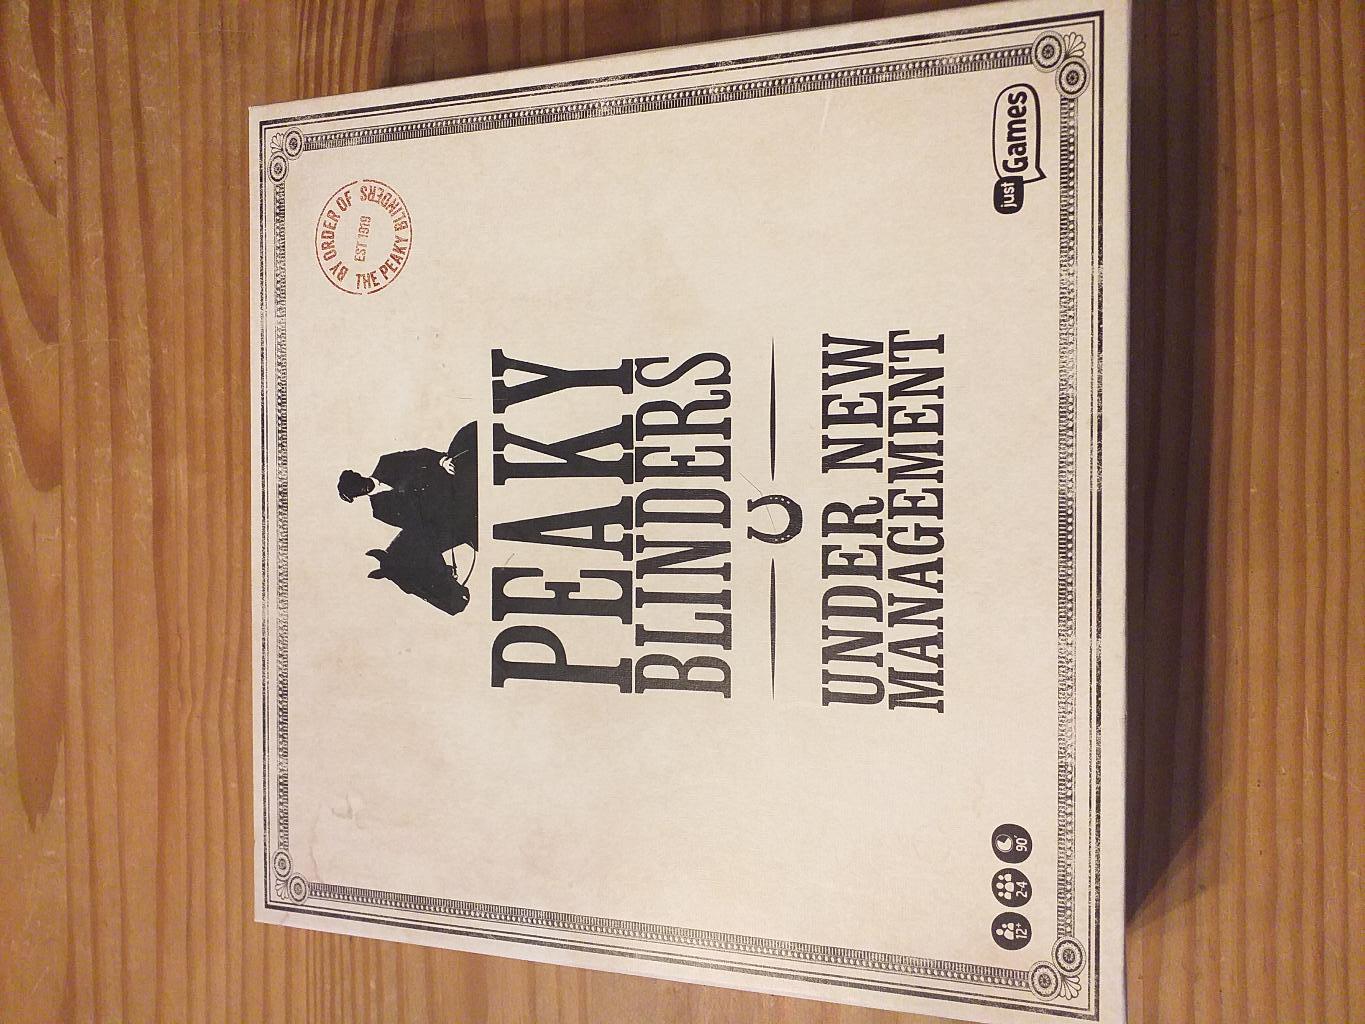 BY ORDER OF
THE PEAKY BLINDERS
EST 1919
PEAKY
BLINDERS
UNDER NEW
MANAGEMENT
12+
2-4
90'
just
Games